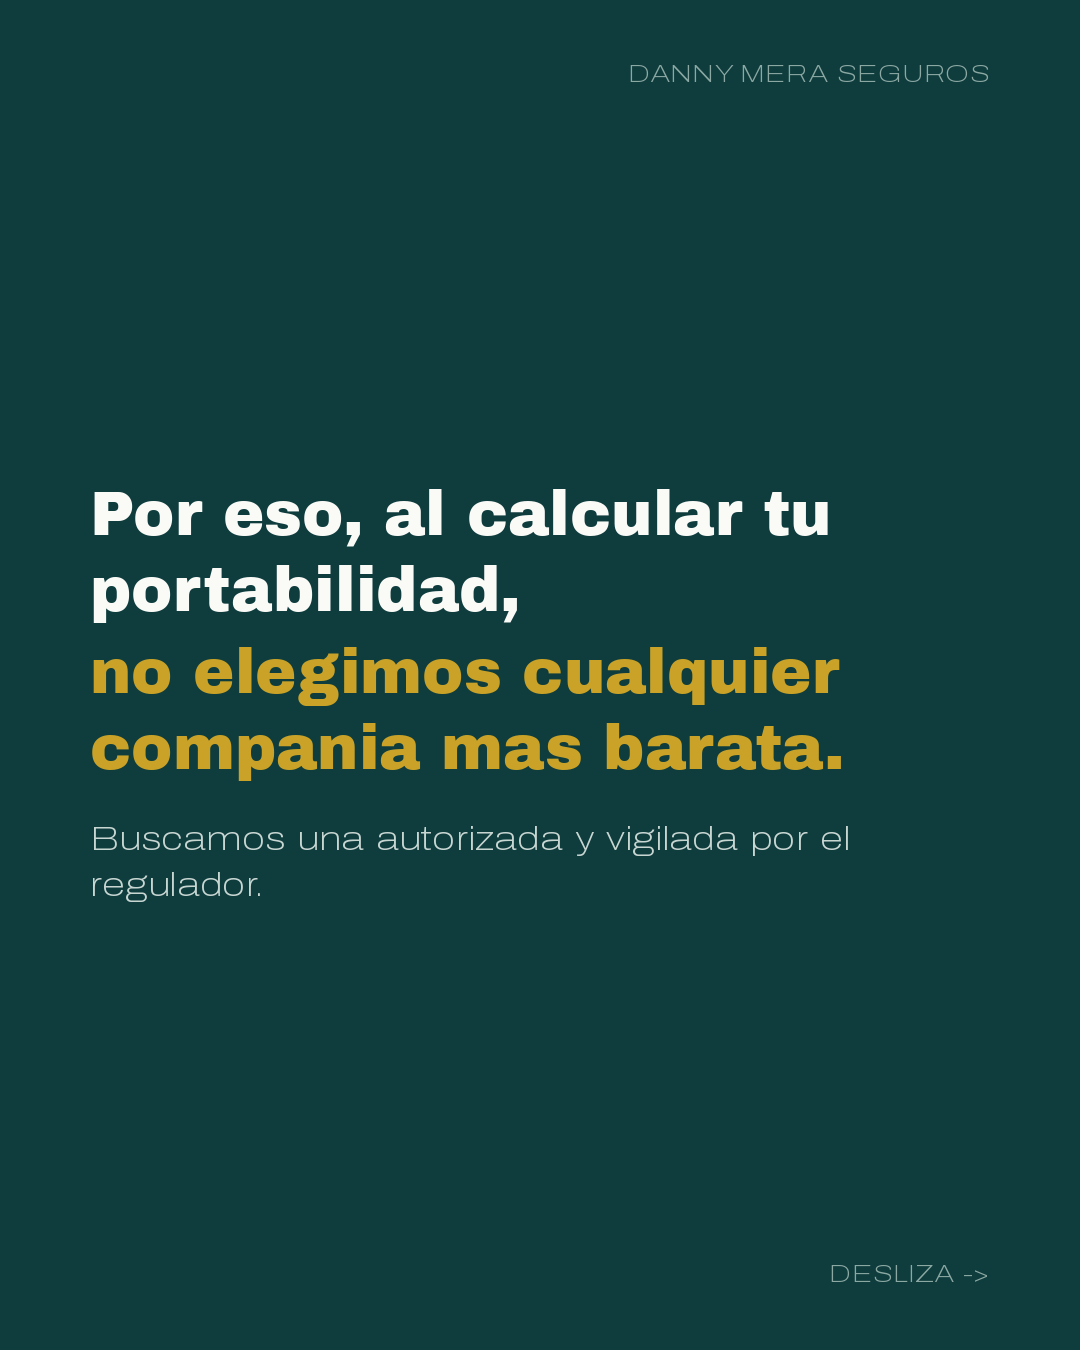 DANNY MERA SEGUROS
Por eso, al calcular tu
portabilidad,
no elegimos cualquier
compania mas barata.
Buscamos una autorizada y vigilada por el
regulador.
DESLIZA ->